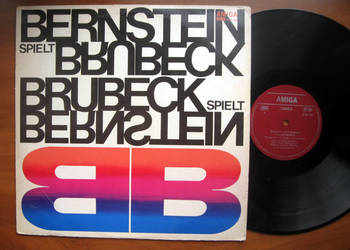 BERNSTEIN
AMIGA
SPIELT
BRUBECK
BRUBECK
SPIELT
BERNSTEIN
BB
AMIGA